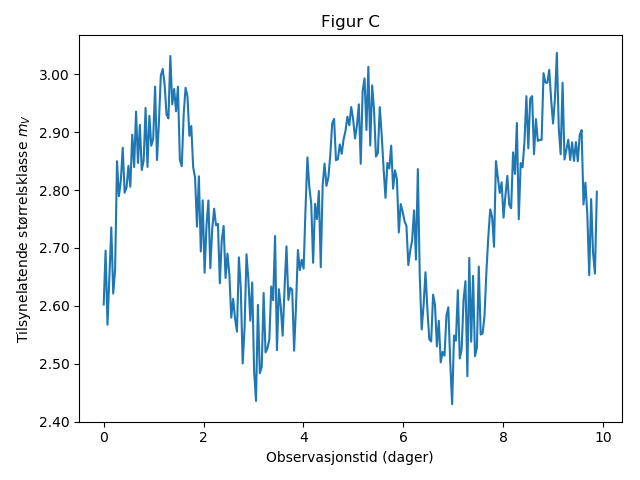 Figur C
Tilsynelatende størrelsklasse $m_V$
3.00
2.90
2.80
2.70
2.60
2.50
2.40
0 2 4 6 8 10
Observasjonstid (dager)